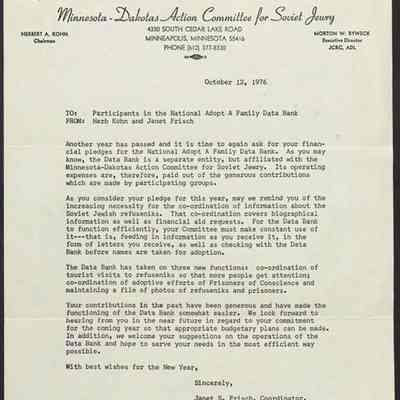 Minnesota - Dakotas Action Committee for Soviet Jewry
HERBERT A. KOHN
Chairman
4330 SOUTH CEDAR LAKE ROAD
MINNEAPOLIS, MINNESOTA 55416
PHONE (612) 377-8330
MORTON W. RYWECK
Executive Director
JCRC, ADL
October 12, 1976
TO: Participants in the National Adopt A Family Data Bank
FROM: Herb Kohn and Janet Frisch
Another year has passed and it is time to again ask for your finan-
cial pledges for the National Adopt A Family Data Bank. As you may
know, the Data Bank is a separate entity, but affiliated with the
Minnesota-Dakotas Action Committee for Soviet Jewry. Its operating
expenses are, therefore, paid out of the generous contributions
which are made by participating groups.
As you consider your pledge for this year, may we remind you of the
increasing necessity for the co-ordination of information about the
Soviet Jewish refuseniks. That co-ordination covers biographical
information as well as financial aid requests. For the Data Bank
to function efficiently, your Committee must make constant use of
it---that is, feeding in information as you receive it, in the
form of letters you receive, as well as checking with the Data
Bank before names are taken for adoption.
The Data Bank has taken on three new functions: co-ordination of
tourist visits to refuseniks so that more people get attention;
co-ordination of adoptive efforts of Prisoners of Conscience and
maintaining a file of photos of refuseniks and prisoners.
Your contributions in the past have been generous and have made the
functioning of the Data Bank somewhat easier. We look forward to
hearing from you in the near future in regard to your commitment
for the coming year so that appropriate budgetary plans can be made.
In addition, we welcome your suggestions on the operations of the
Data Bank and hope to serve your needs in the most efficient way
possible.
With best wishes for the New Year,
Sincerely,
Janet S. Frisch, Coordinator.